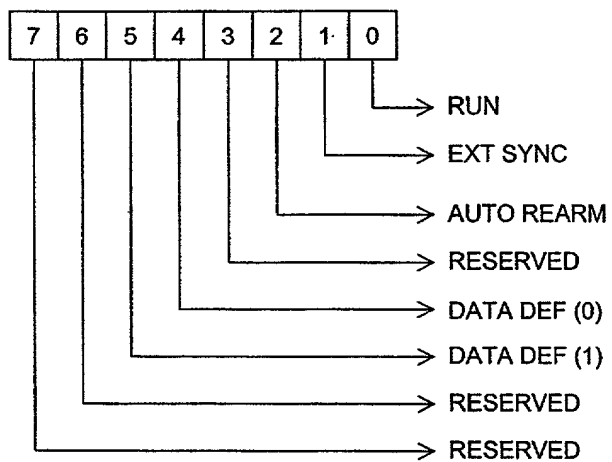 7 6 5 4 3 2 1 0
RUN
EXT SYNC
AUTO REARM
RESERVED
DATA DEF (0)
DATA DEF (1)
RESERVED
RESERVED